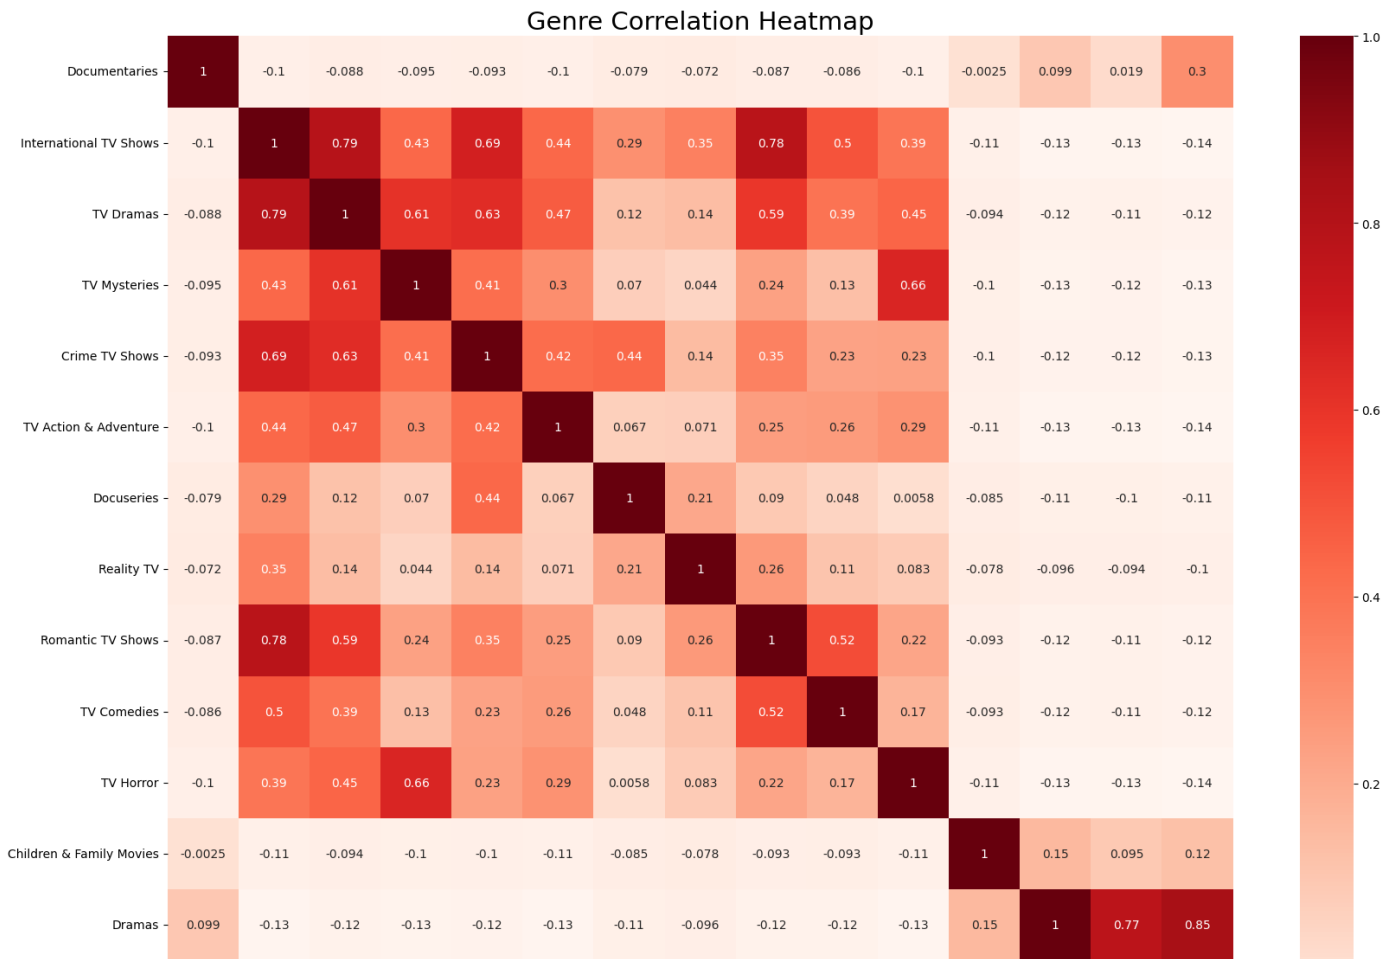 Genre Correlation Heatmap
Documentaries 1 -0.1 -0.088 -0.095 -0.093 -0.1 -0.079 -0.072 -0.087 -0.086 -0.1 -0.0025 0.099 0.019 0.3
International TV Shows -0.1 1 0.79 0.43 0.69 0.44 0.29 0.35 0.78 0.5 0.39 -0.11 -0.13 -0.13 -0.14
TV Dramas -0.088 0.79 1 0.61 0.63 0.47 0.12 0.14 0.59 0.39 0.45 -0.094 -0.12 -0.11 -0.12
TV Mysteries -0.095 0.43 0.61 1 0.41 0.3 0.07 0.044 0.24 0.13 0.66 -0.1 -0.13 -0.12 -0.13
Crime TV Shows -0.093 0.69 0.63 0.41 1 0.42 0.44 0.14 0.35 0.23 0.23 -0.1 -0.12 -0.12 -0.13
TV Action & Adventure -0.1 0.44 0.47 0.3 0.42 1 0.067 0.071 0.25 0.26 0.29 -0.11 -0.13 -0.13 -0.14
Docuseries -0.079 0.29 0.12 0.07 0.44 0.067 1 0.21 0.09 0.048 0.0058 -0.085 -0.11 -0.1 -0.11
Reality TV -0.072 0.35 0.14 0.044 0.14 0.071 0.21 1 0.26 0.11 0.083 -0.078 -0.096 -0.094 -0.1
Romantic TV Shows -0.087 0.78 0.59 0.24 0.35 0.25 0.09 0.26 1 0.52 0.22 -0.093 -0.12 -0.11 -0.12
TV Comedies -0.086 0.5 0.39 0.13 0.23 0.26 0.048 0.11 0.52 1 0.17 -0.093 -0.12 -0.11 -0.12
TV Horror -0.1 0.39 0.45 0.66 0.23 0.29 0.0058 0.083 0.22 0.17 1 -0.11 -0.13 -0.13 -0.14
Children & Family Movies -0.0025 -0.11 -0.094 -0.1 -0.1 -0.11 -0.085 -0.078 -0.093 -0.093 -0.11 1 0.15 0.095 0.12
Dramas 0.099 -0.13 -0.12 -0.13 -0.12 -0.13 -0.11 -0.096 -0.12 -0.12 -0.13 0.15 1 0.77 0.85
1.0
0.8
0.6
0.4
0.2